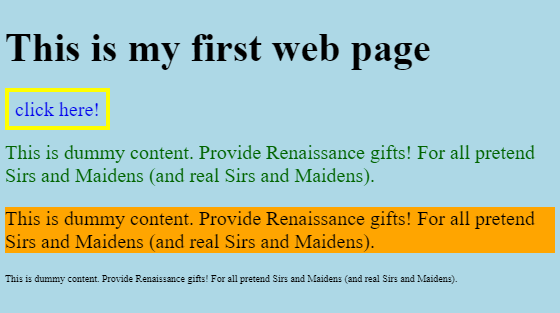 This is my first web page
click here!
This is dummy content. Provide Renaissance gifts! For all pretend
Sirs and Maidens (and real Sirs and Maidens).
This is dummy content. Provide Renaissance gifts! For all pretend
Sirs and Maidens (and real Sirs and Maidens).
This is dummy content. Provide Renaissance gifts! For all pretend Sirs and Maidens (and real Sirs and Maidens).